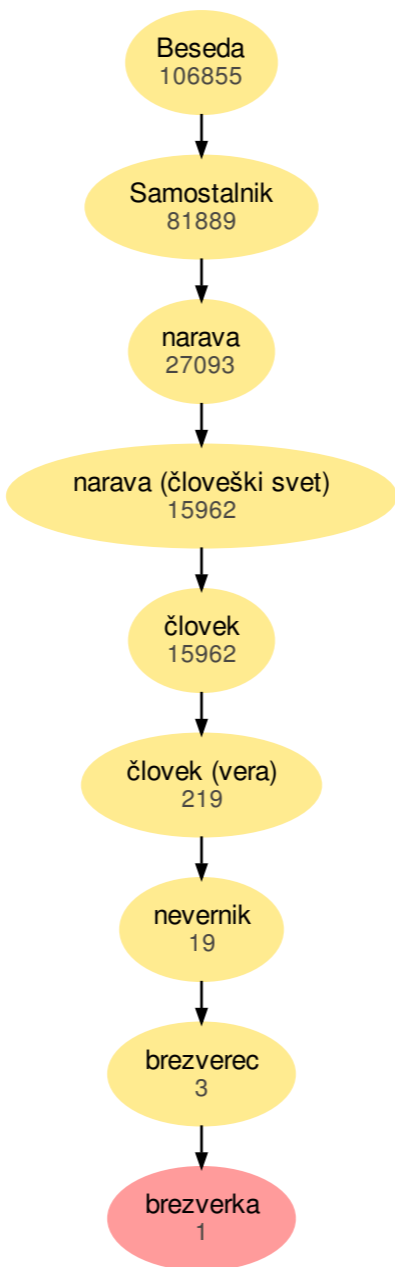 Beseda
106855
Samostalnik
81889
narava
27093
narava (človeški svet)
15962
človek
15962
človek (vera)
219
nevernik
19
brezverec
3
brezverka
1